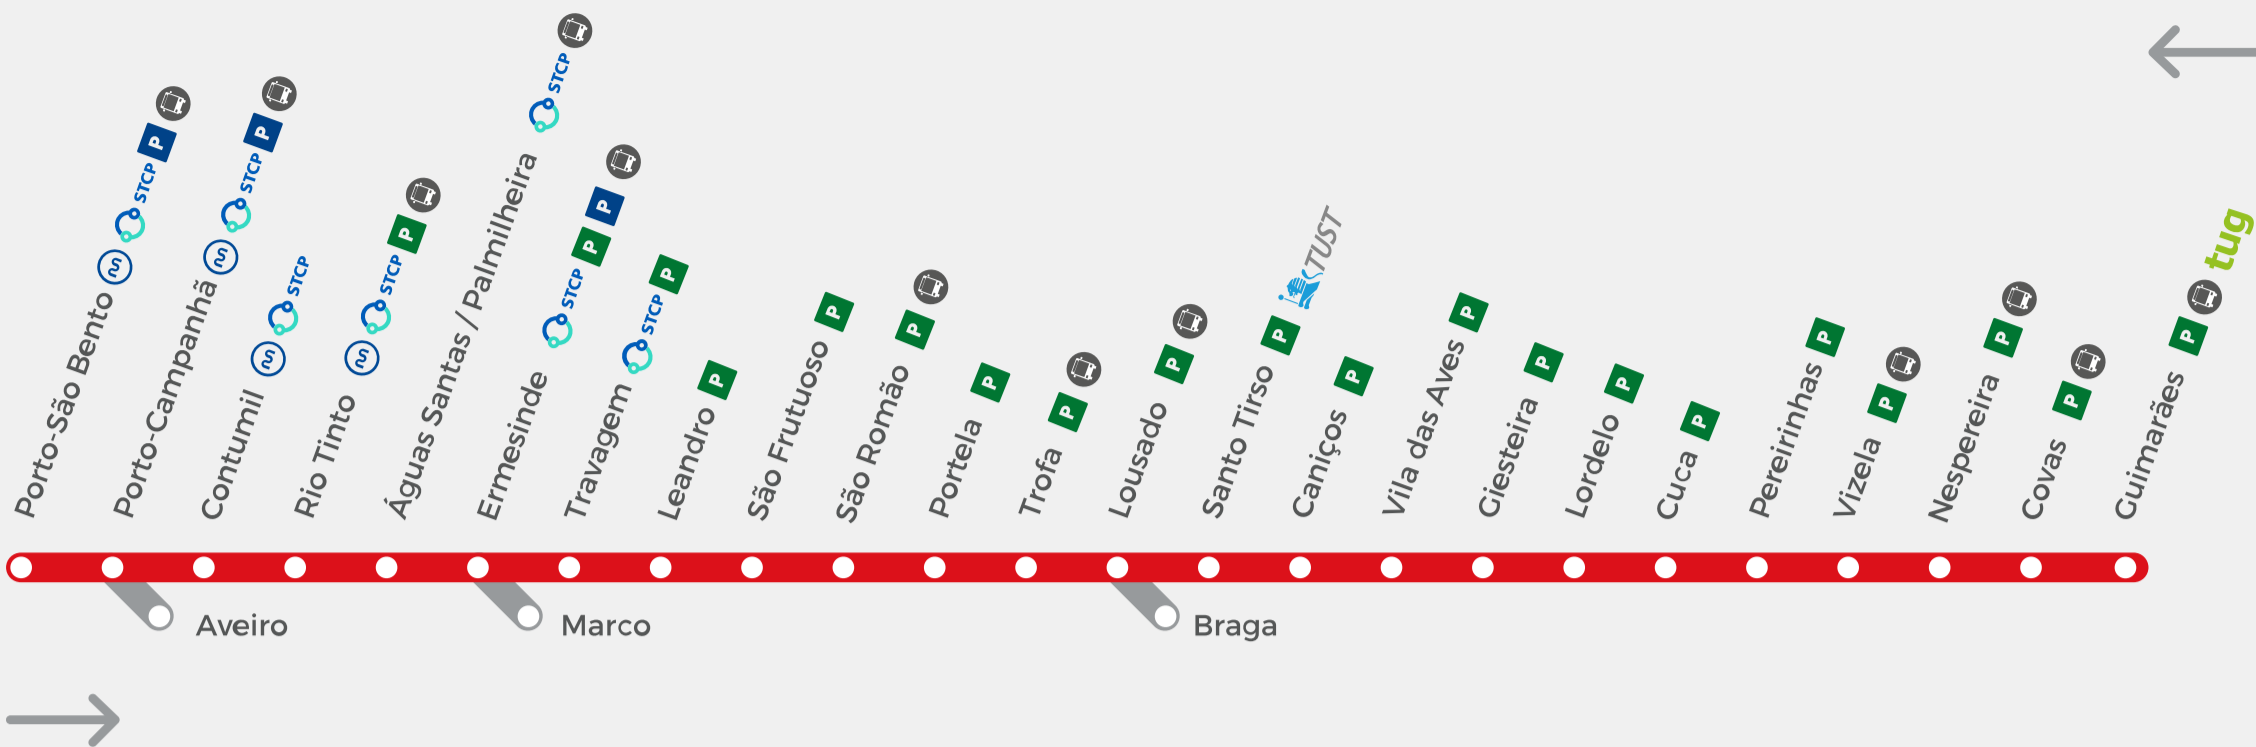 Porto-São Bento STCP P
Porto-Campanhã STCP P
Contumil STCP
Rio Tinto STCP P
Águas Santas / Palmilheira STCP
Ermesinde STCP P P
Travagem STCP P
Leandro P
São Frutuoso P
São Romão P
Portela P
Trofa P
Lousado P
Santo Tirso P TUST
Caniços P
Vila das Aves P
Giesteira P
Lordelo P
Cuca P
Pereirinhas P
Vizela P
Nespereira P
Covas P
Guimarães P tug
Aveiro
Marco
Braga